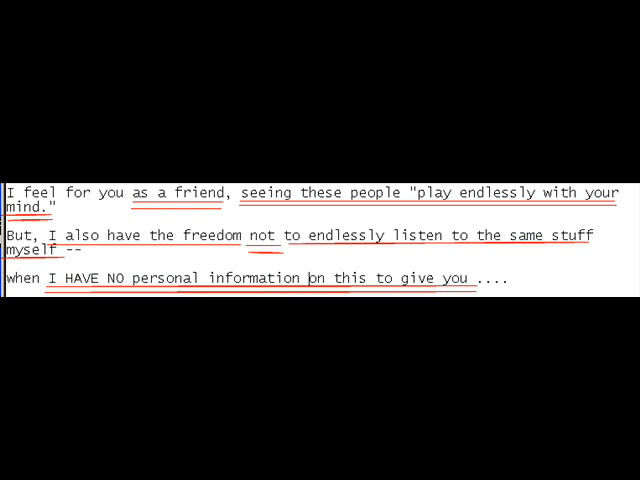 I feel for you as a friend, seeing these people "play endlessly with your
mind."
But, I also have the freedom not to endlessly listen to the same stuff
myself --
when I HAVE NO personal information on this to give you ....